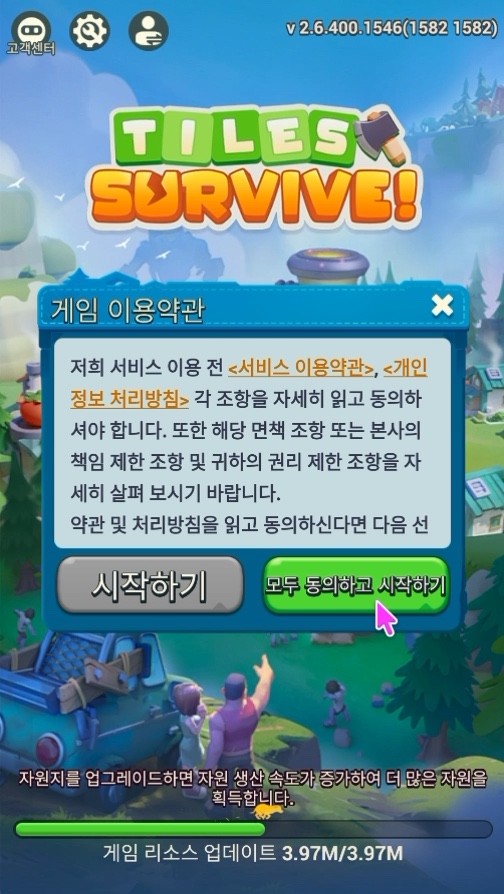 고객센터
v 2.6.400.1546(1582 1582)
TILES
SURVIVE!
게임 이용약관
저희 서비스 이용 전 <서비스 이용약관>, <개인
정보 처리방침> 각 조항을 자세히 읽고 동의하
셔야 합니다. 또한 해당 면책 조항 또는 본사의
책임 제한 조항 및 귀하의 권리 제한 조항을 자
세히 살펴 보시기 바랍니다.
약관 및 처리방침을 읽고 동의하신다면 다음 선
시작하기
모두 동의하고 시작하기
자원지를 업그레이드하면 자원 생산 속도가 증가하여 더 많은 자원을
획득합니다.
게임 리소스 업데이트 3.97M/3.97M